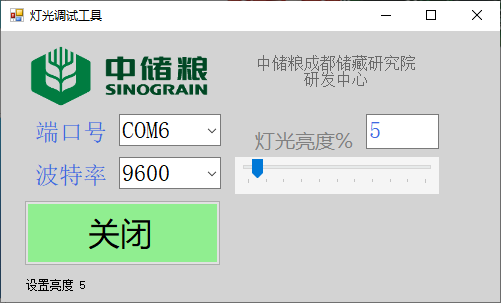 灯光调试工具
中储粮
SINOGRAIN
中储粮成都储藏研究院
研发中心
端口号 COM6
灯光亮度% 5
波特率 9600
关闭
设置亮度 5